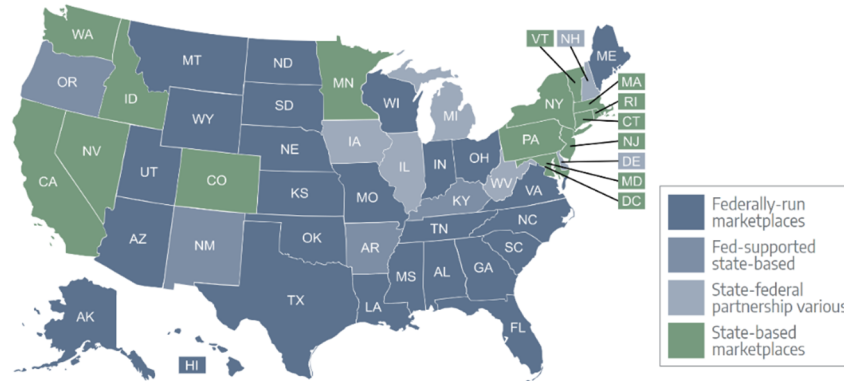 WA
MT
ND
MN
VT
NH
ME
OR
ID
WY
SD
WI
MI
NY
MA
RI
CT
NJ
DE
MD
DC
NV
CA
UT
CO
NE
IA
IL
IN
OH
PA
WV
VA
KS
MO
KY
NC
TN
SC
AZ
NM
OK
AR
MS
AL
GA
TX
LA
FL
AK
HI
Federally-run
marketplaces
Fed-supported
state-based
State-federal
partnership various
State-based
marketplaces